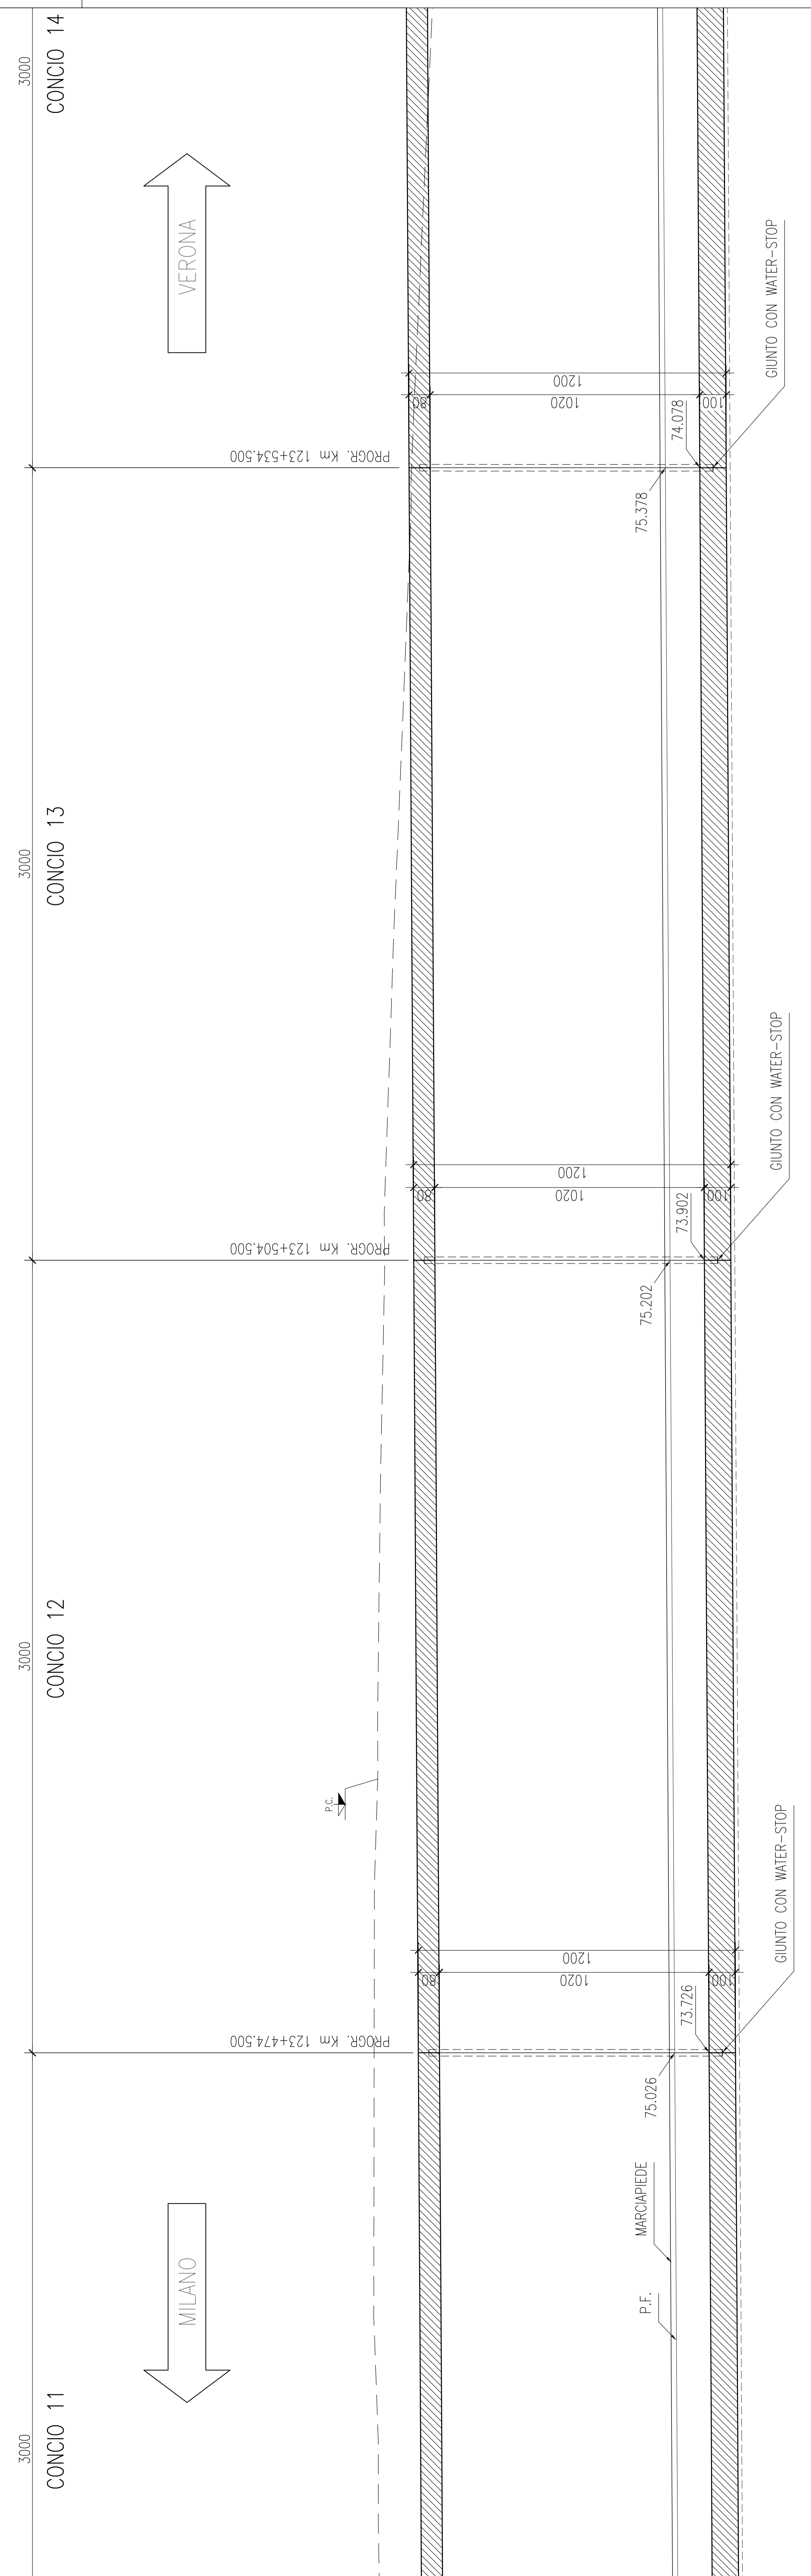 3000
CONCIO 14
VERONA
GIUNTO CON WATER-STOP
1200
80
1020
100
74.078
PROGR. Km 123+534.500
75.378
3000
CONCIO 13
GIUNTO CON WATER-STOP
1200
80
1020
100
73.902
PROGR. Km 123+504.500
75.202
3000
CONCIO 12
P.C.
GIUNTO CON WATER-STOP
1200
80
1020
100
73.726
PROGR. Km 123+474.500
75.026
MARCIAPIEDE
MILANO
P.F.
3000
CONCIO 11